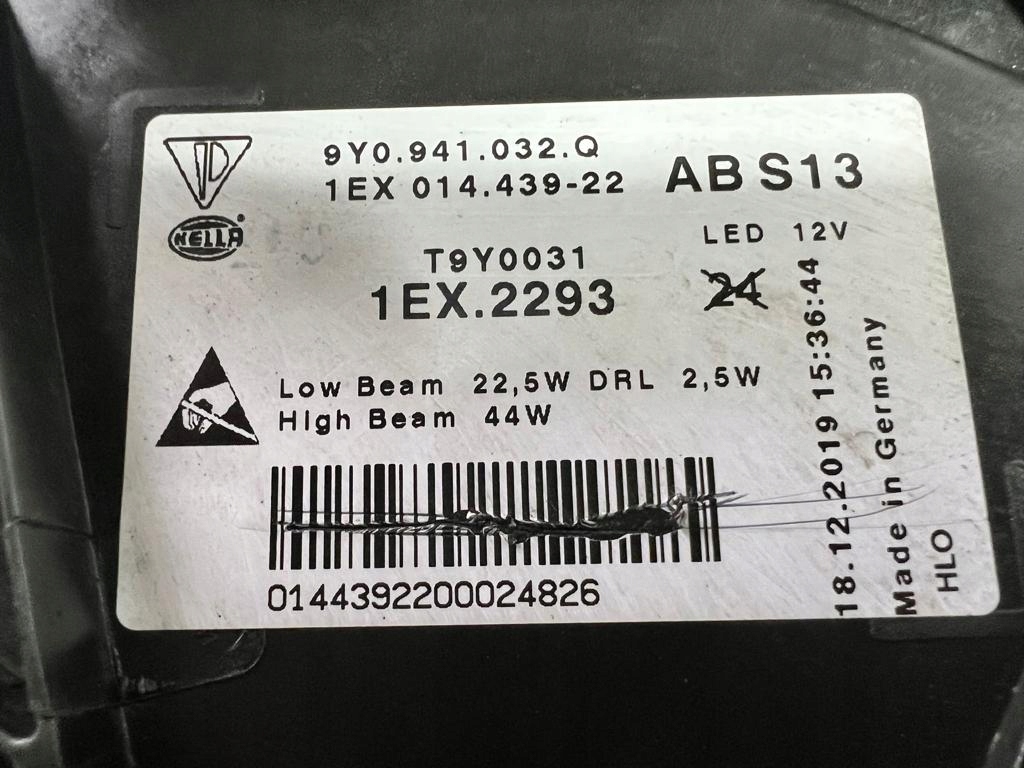 9Y0.941.032.Q
1EX 014.439-22
AB S13
HELLA
LED 12V
T9Y0031
1EX.2293
24
Low Beam 22,5W DRL 2,5W
High Beam 44W
0144392200024826
18.12.2019 15:36:44
Made in Germany
HLO